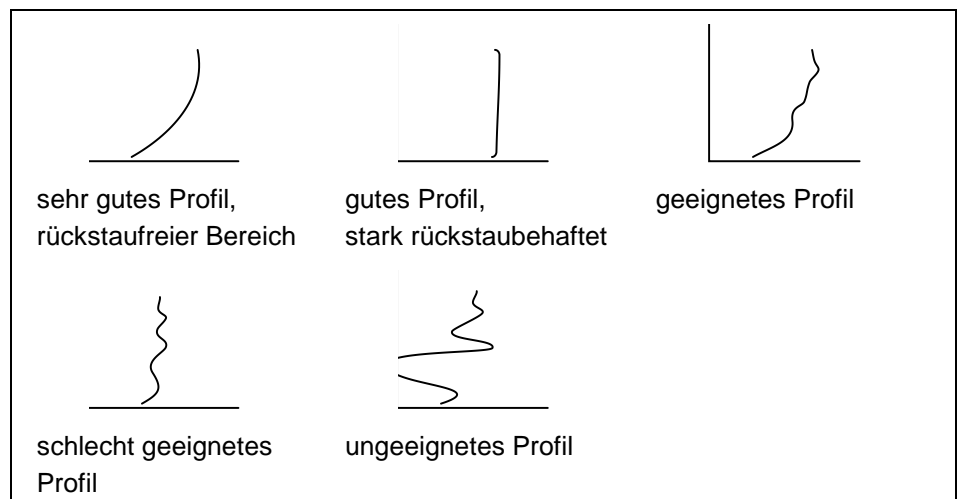 sehr gutes Profil,
rückstaufreier Bereich
gutes Profil,
stark rückstaubehaftet
geeignetes Profil
schlecht geeignetes
Profil
ungeeignetes Profil